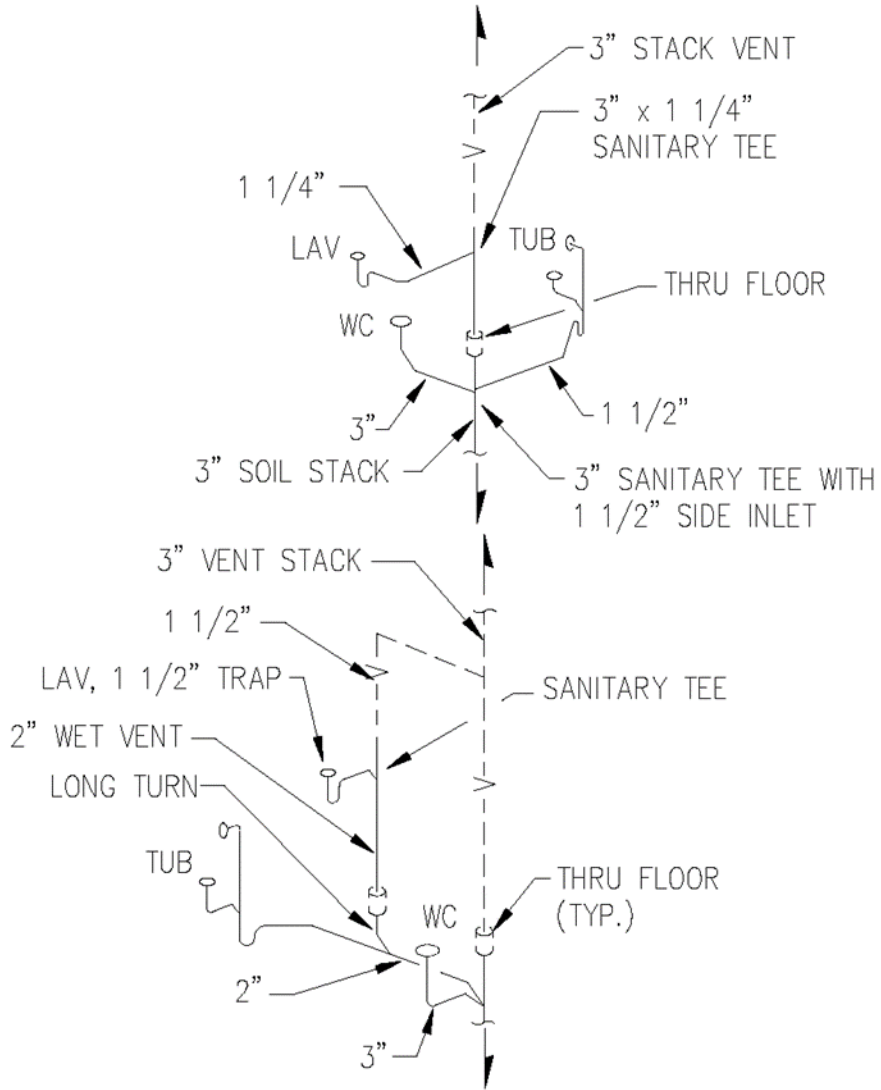 3” STACK VENT
3” x 1 1/4”
SANITARY TEE
V
1 1/4”
LAV
TUB
THRU FLOOR
WC
3”
1 1/2”
3” SOIL STACK
3” SANITARY TEE WITH
1 1/2” SIDE INLET
3” VENT STACK
1 1/2”
V
LAV, 1 1/2” TRAP
SANITARY TEE
2” WET VENT
LONG TURN
V
TUB
WC
THRU FLOOR
(TYP.)
2”
3”